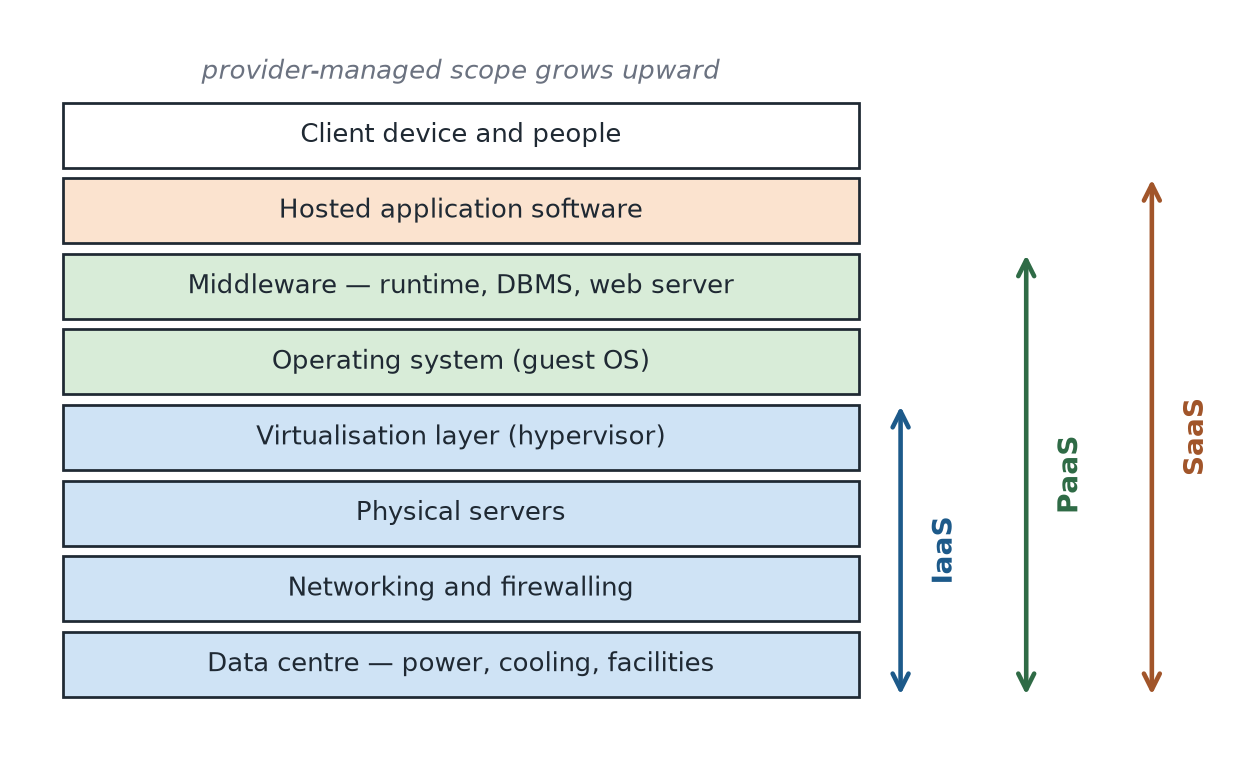 provider-managed scope grows upward
Client device and people
Hosted application software
Middleware — runtime, DBMS, web server
Operating system (guest OS)
Virtualisation layer (hypervisor)
Physical servers
Networking and firewalling
Data centre — power, cooling, facilities
IaaS
PaaS
SaaS